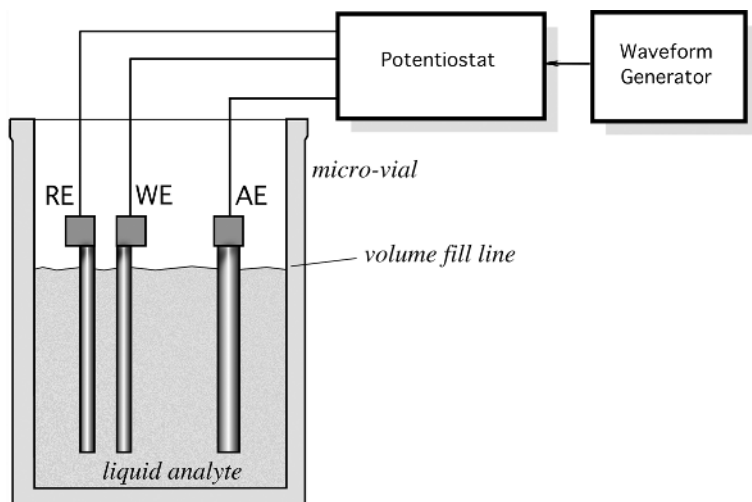 Potentiostat
Waveform
Generator
micro-vial
RE WE AE
volume fill line
liquid analyte